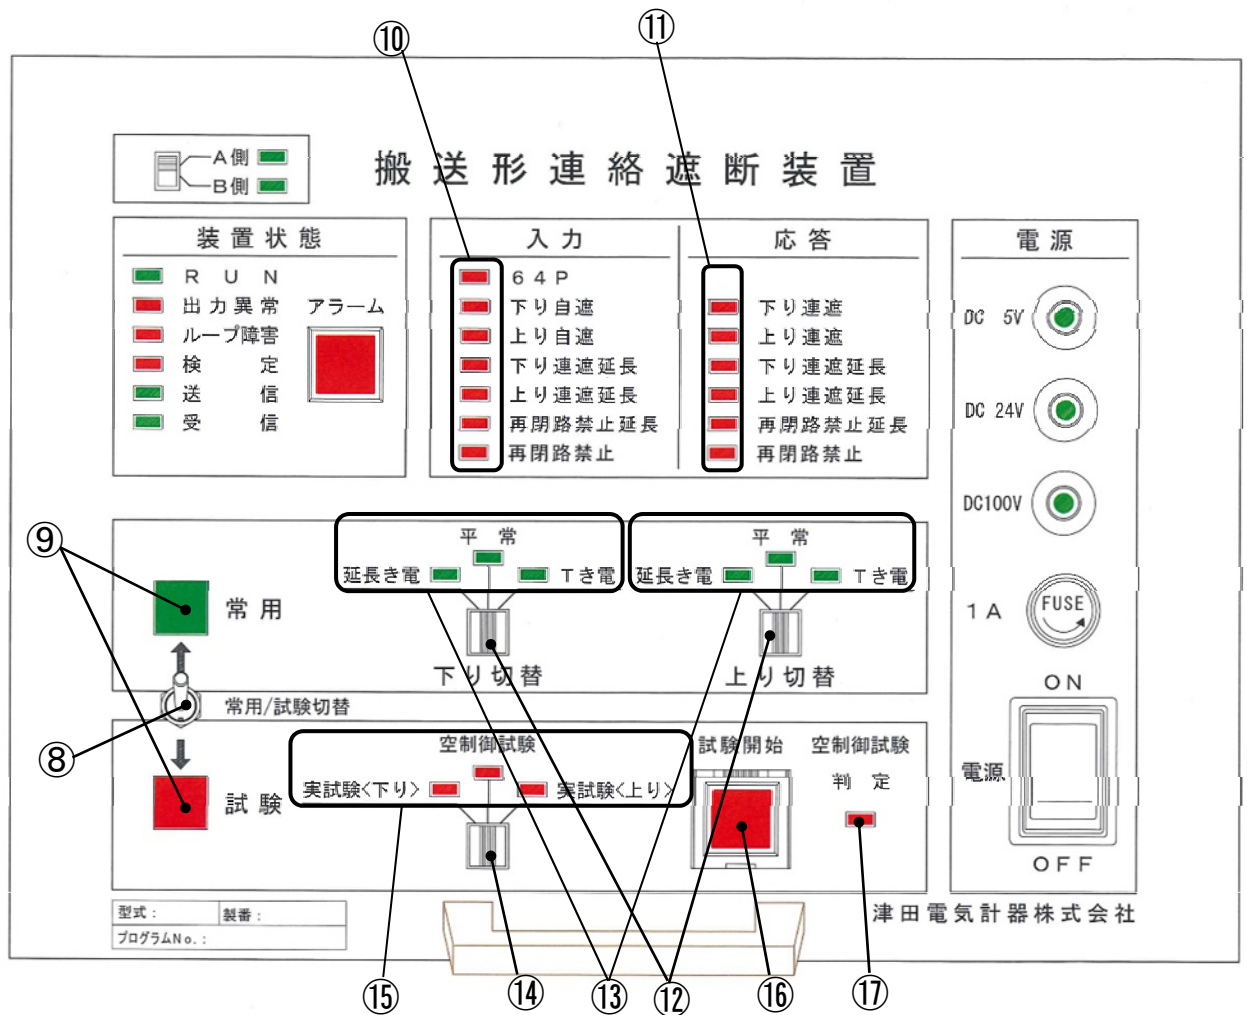 ⑩
⑪
A側
B側
搬送形連絡遮断装置
装置状態
RUN
出力異常
ループ障害
検定
送信
受信
アラーム
入力
64P
下り自遮
上り自遮
下り連遮延長
上り連遮延長
再閉路禁止延長
再閉路禁止
応答
下り連遮
上り連遮
下り連遮延長
上り連遮延長
再閉路禁止延長
再閉路禁止
電源
DC 5V
DC 24V
DC100V
1A
FUSE
ON
電源
OFF
⑨
常用
平常
延長き電
Tき電
下り切替
平常
延長き電
Tき電
上り切替
常用/試験切替
⑧
試験
空制御試験
実試験<下り>
実試験<上り>
試験開始
空制御試験
判定
型式:
製番:
プログラムNo.:
津田電気計器株式会社
⑮
⑭
⑬
⑫
⑯
⑰